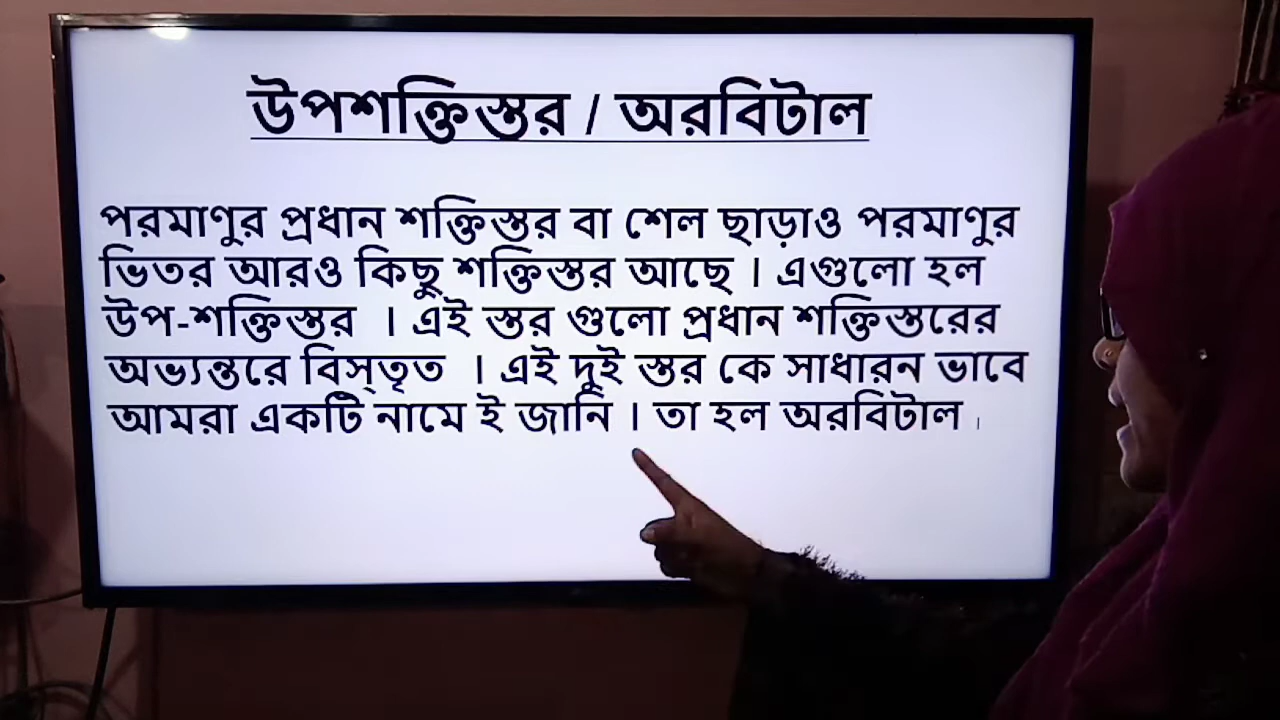 উপশক্তিস্তর / অরবিটাল
পরমাণুর প্রধান শক্তিস্তর বা শেল ছাড়াও পরমাণুর
ভিতর আরও কিছু শক্তিস্তর আছে । এগুলো হল
উপ-শক্তিস্তর । এই স্তর গুলো প্রধান শক্তিস্তরের
অভ্যন্তরে বিস্‌তৃত । এই দুই স্তর কে সাধারন ভাবে
আমরা একটি নামে ই জানি । তা হল অরবিটাল ।